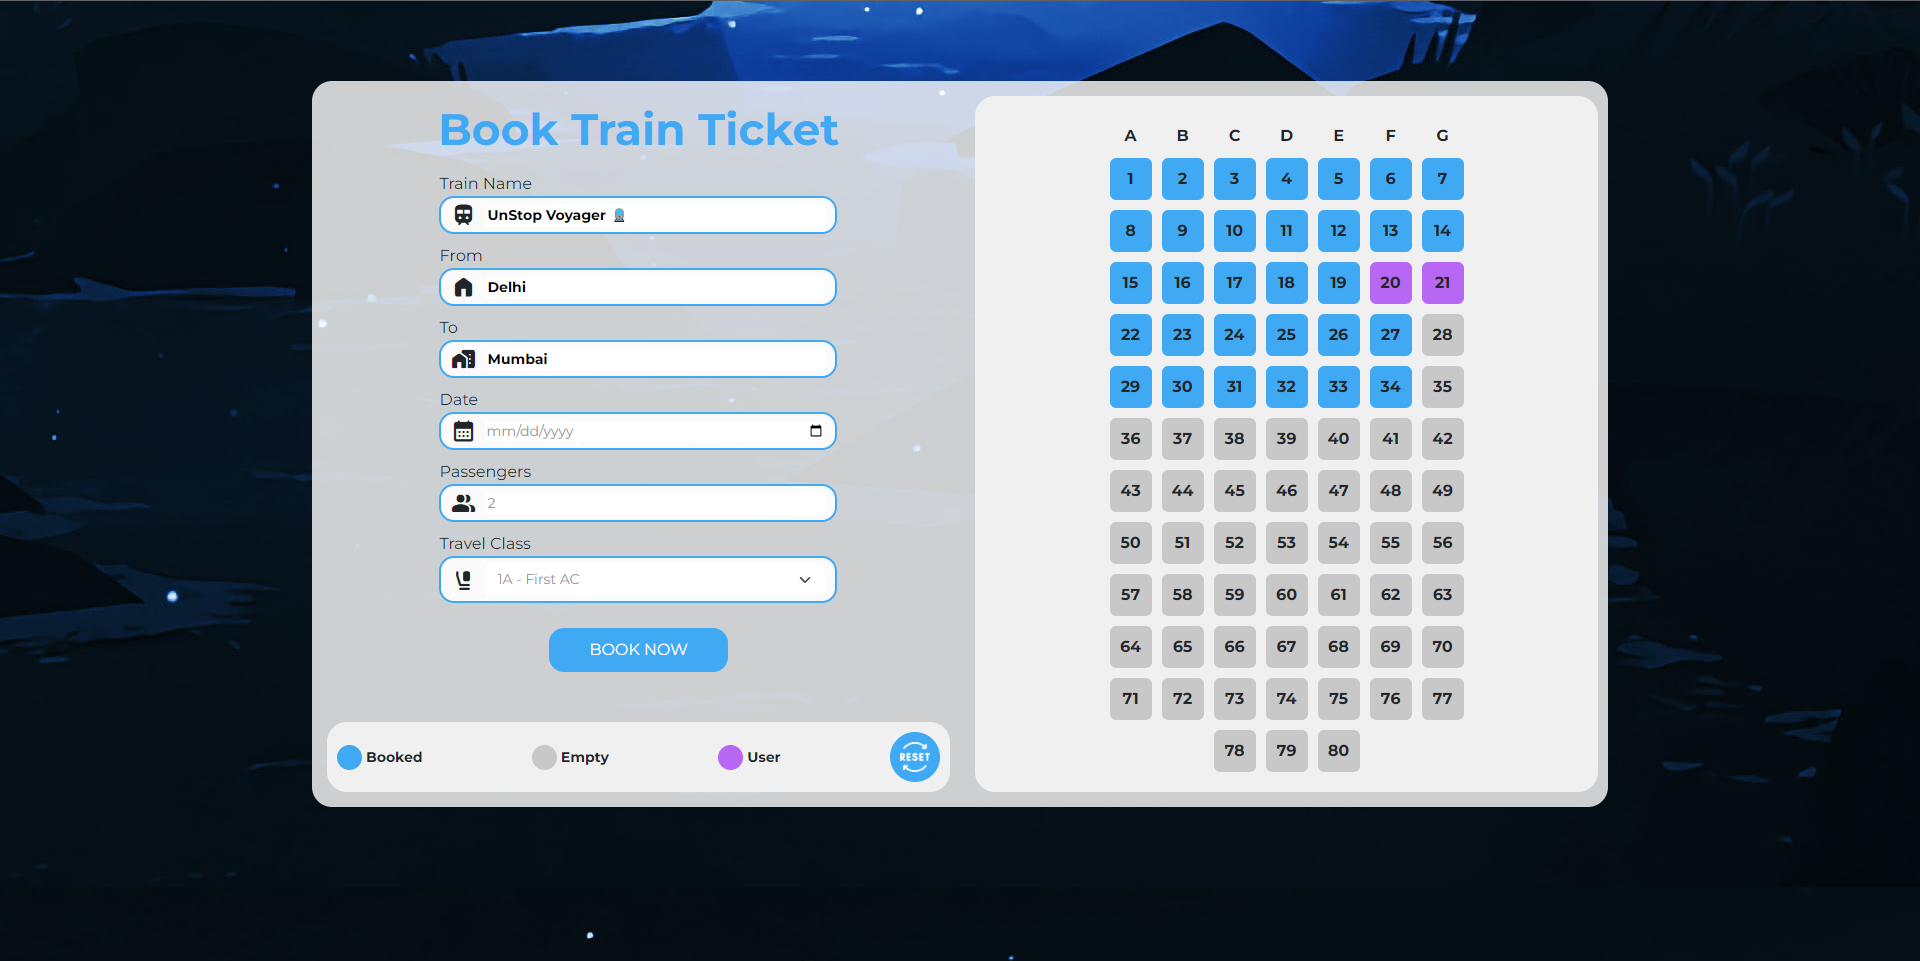 Book Train Ticket
Train Name
UnStop Voyager
From
Delhi
To
Mumbai
Date
mm/dd/yyyy
Passengers
2
Travel Class
1A - First AC
BOOK NOW
Booked Empty User RESET
A B C D E F G
1 2 3 4 5 6 7
8 9 10 11 12 13 14
15 16 17 18 19 20 21
22 23 24 25 26 27 28
29 30 31 32 33 34 35
36 37 38 39 40 41 42
43 44 45 46 47 48 49
50 51 52 53 54 55 56
57 58 59 60 61 62 63
64 65 66 67 68 69 70
71 72 73 74 75 76 77
78 79 80